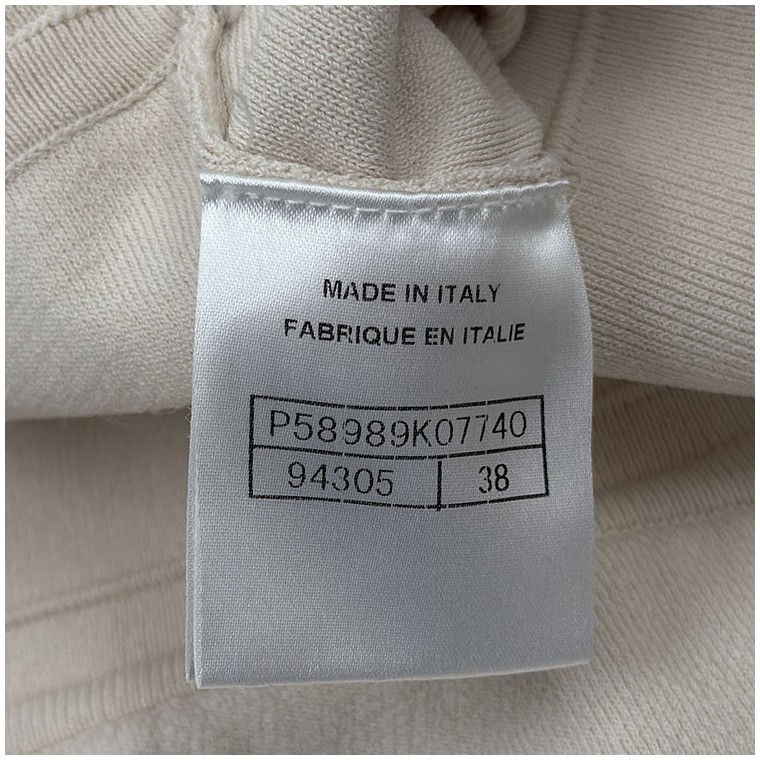 MADE IN ITALY
FABRIQUE EN ITALIE
P58989K07740
94305 38